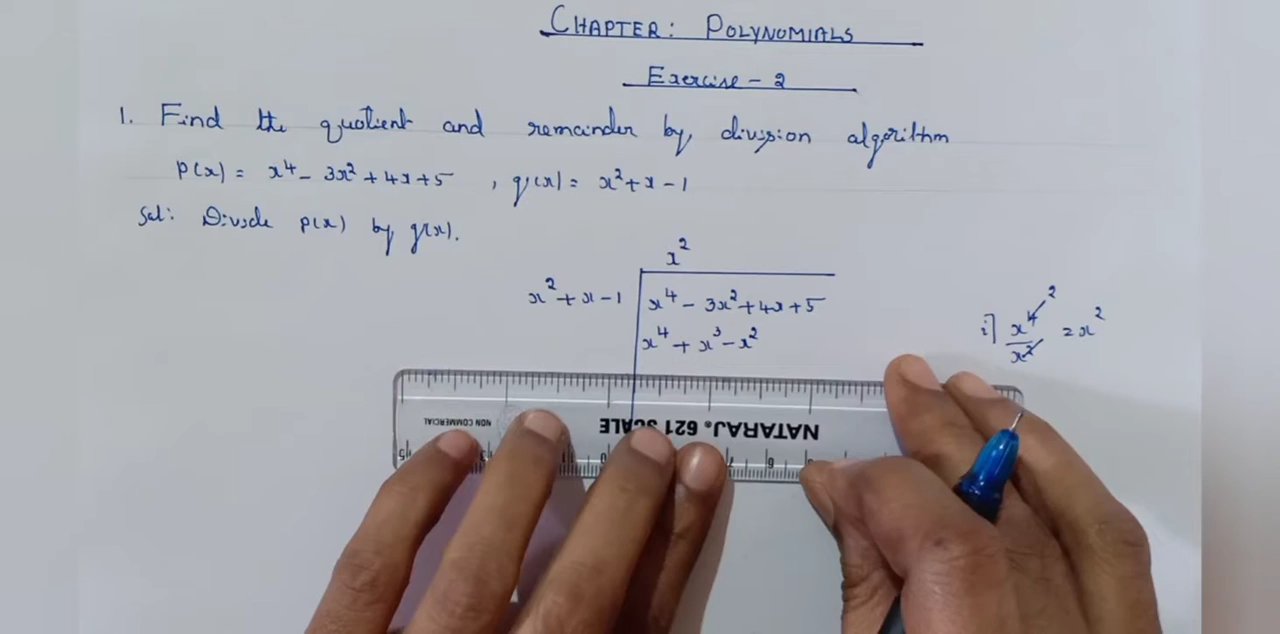 CHAPTER: POLYNOMIALS
Exercise - 2
1. Find the quotient and remainder by division algorithm
p(x) = x⁴ - 3x² + 4x + 5 , g(x) = x² + x - 1
Sol: Divide p(x) by g(x).
x²
x² + x - 1 x⁴ - 3x² + 4x + 5
x⁴ + x³ - x²
i] x⁴/x² = x²
2
NON COMMERCIAL
NATARAJ. 621 SCALE